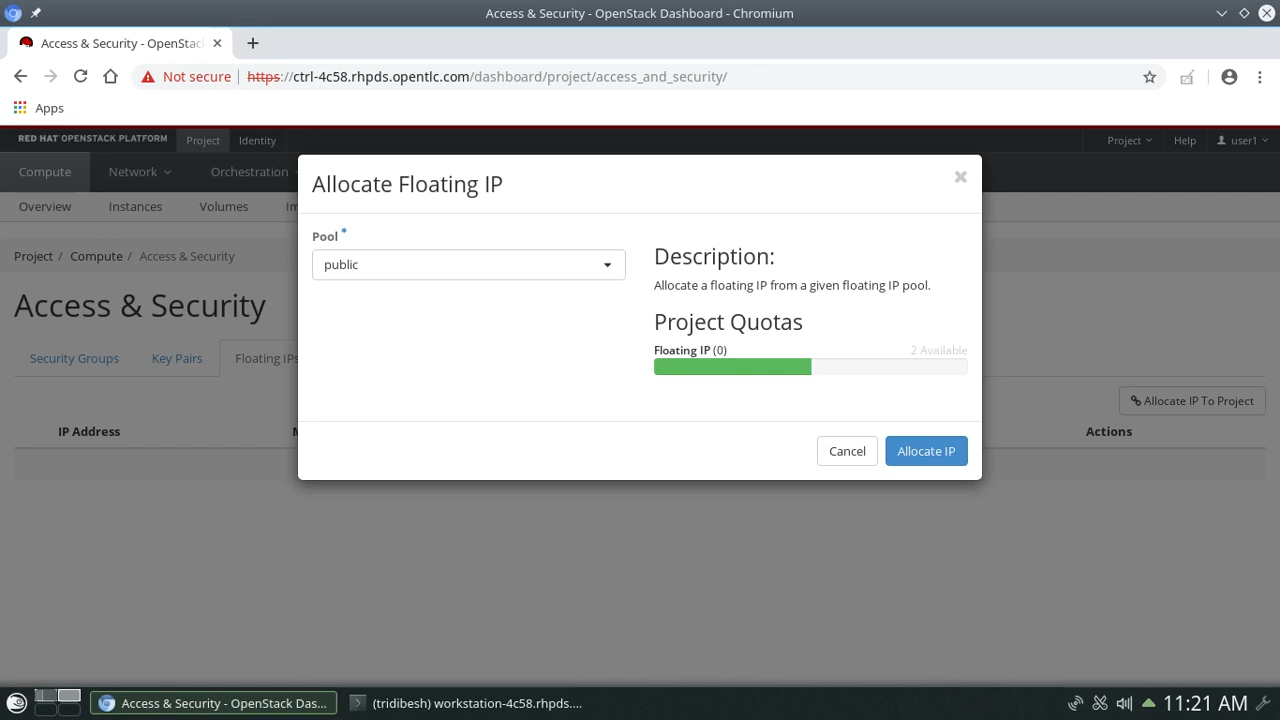 Access & Security - OpenStack Dashboard - Chromium
Access & Security - OpenStac
Not secure https://ctrl-4c58.rhpds.opentlc.com/dashboard/project/access_and_security/
Apps
RED HAT OPENSTACK PLATFORM Project Identity Project Help user1
Compute Network Orchestration
Overview Instances Volumes Im
Allocate Floating IP
Pool *
public
Description:
Allocate a floating IP from a given floating IP pool.
Project Quotas
Floating IP (0) 2 Available
Cancel Allocate IP
Project / Compute / Access & Security
Access & Security
Security Groups Key Pairs Floating IPs
Allocate IP To Project
IP Address M Actions
Access & Security - OpenStack Das... (tridibesh) workstation-4c58.rhpds.... 11:21 AM